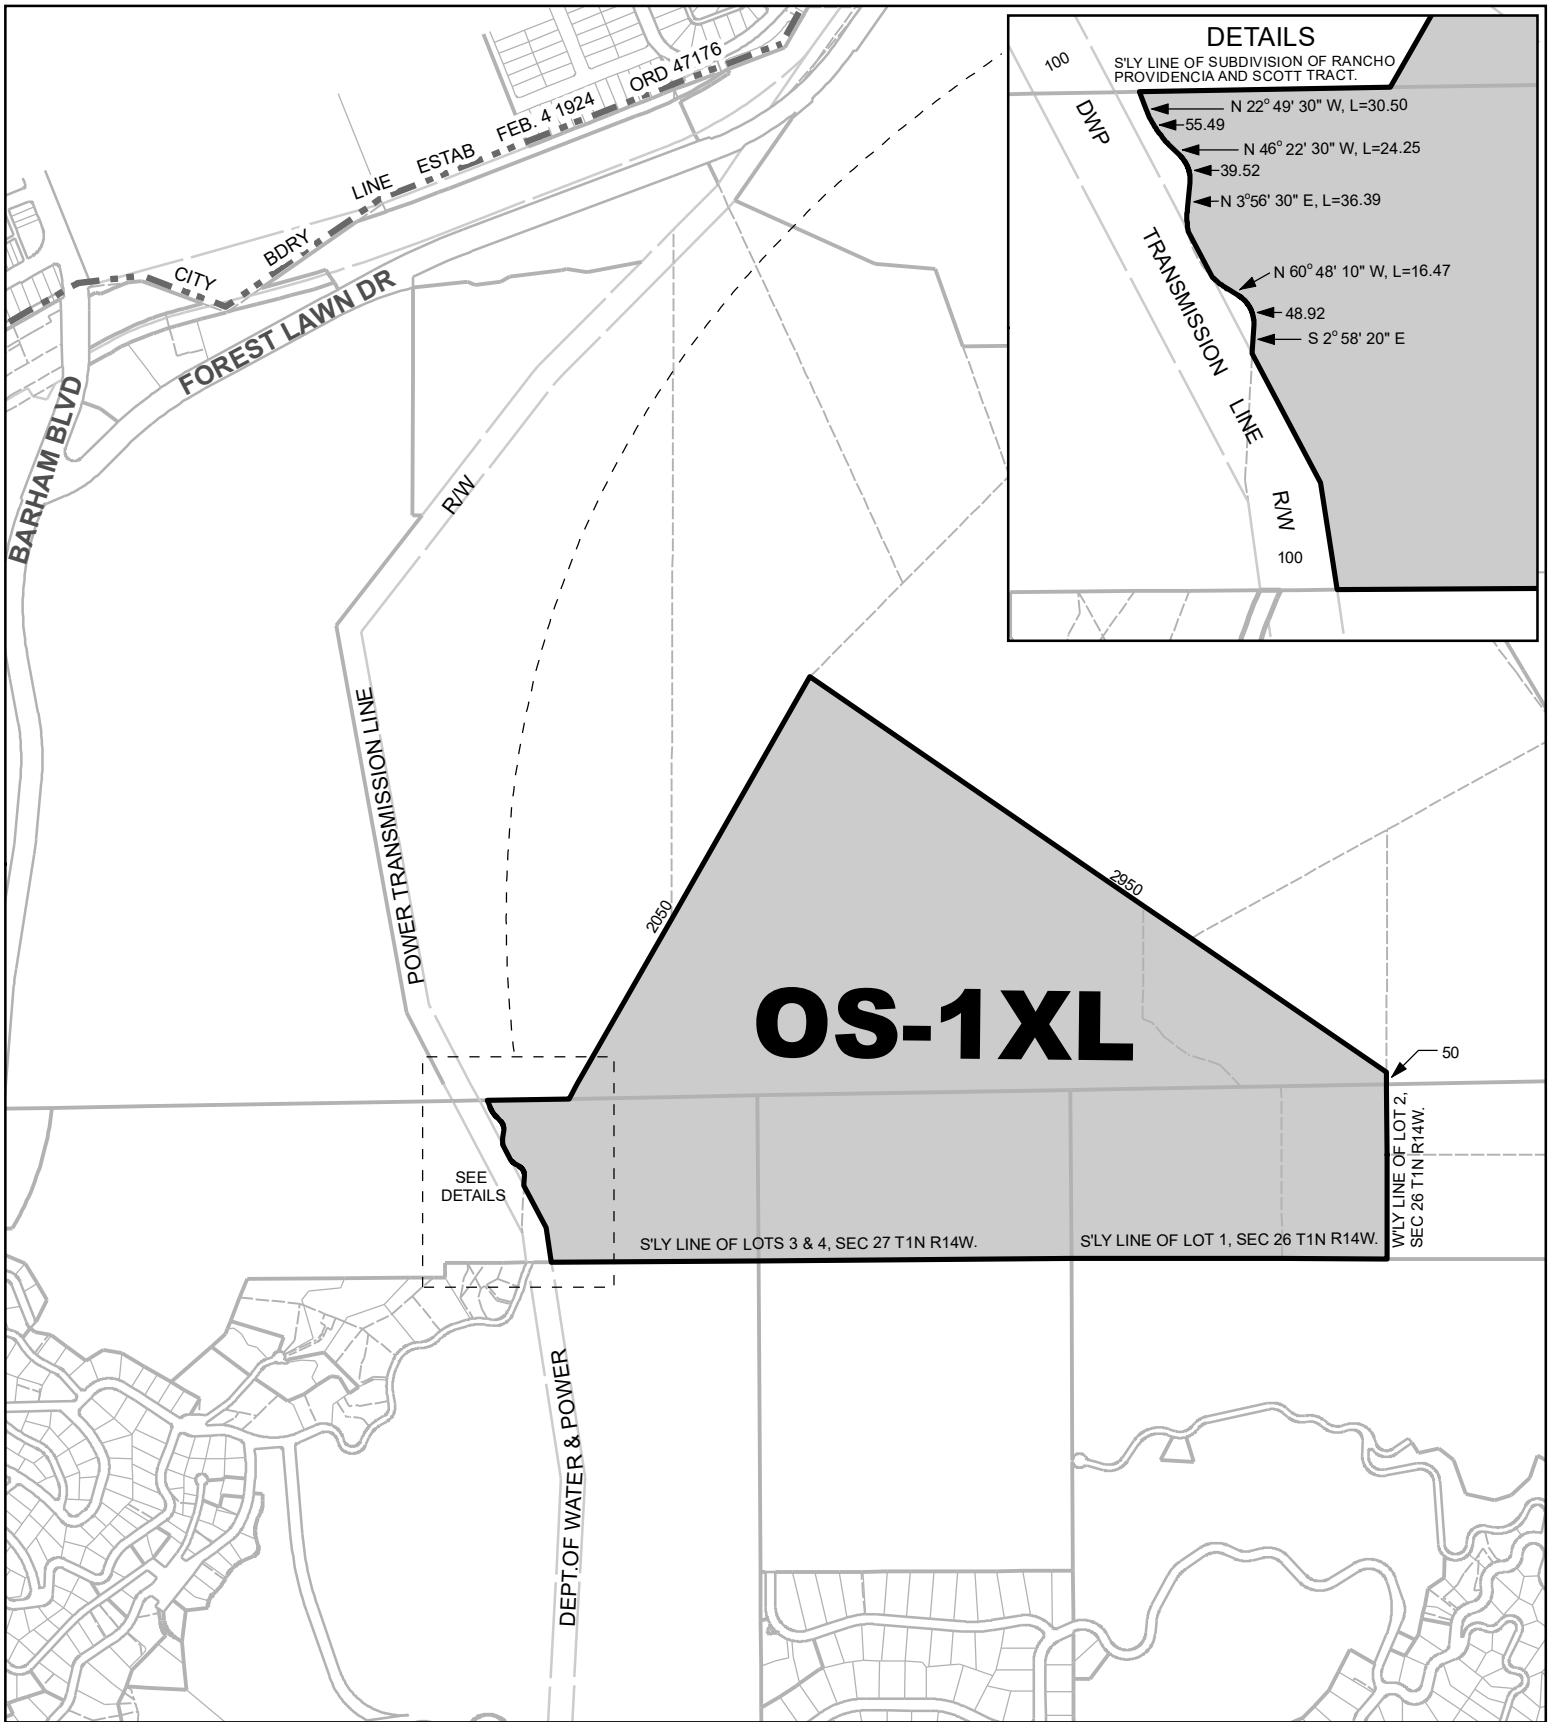 DETAILS
S'LY LINE OF SUBDIVISION OF RANCHO
PROVIDENCIA AND SCOTT TRACT.
100
DWP
TRANSMISSION
LINE
R/W
100
N 22° 49' 30" W, L=30.50
55.49
N 46° 22' 30" W, L=24.25
39.52
N 3°56' 30" E, L=36.39
N 60° 48' 10" W, L=16.47
48.92
S 2° 58' 20" E
CITY BDRY LINE ESTAB FEB. 4 1924 ORD 47176
FOREST LAWN DR
BARHAM BLVD
R/W
POWER TRANSMISSION LINE
2050
2950
OS-1XL
50
W'LY LINE OF LOT 2,
SEC 26 T1N R14W.
SEE
DETAILS
S'LY LINE OF LOTS 3 & 4, SEC 27 T1N R14W.
S'LY LINE OF LOT 1, SEC 26 T1N R14W.
DEPT.OF WATER & POWER